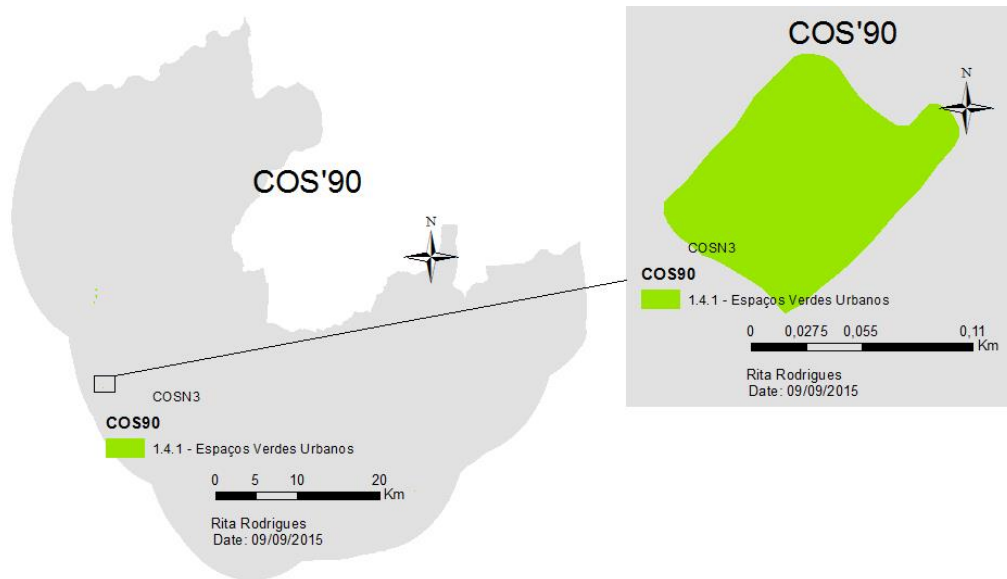 COS'90
N
COSN3
COS90
1.4.1 - Espaços Verdes Urbanos
0 5 10 20
Km
Rita Rodrigues
Date: 09/09/2015
COS'90
N
COSN3
COS90
1.4.1 - Espaços Verdes Urbanos
0 0,0275 0,055 0,11
Km
Rita Rodrigues
Date: 09/09/2015